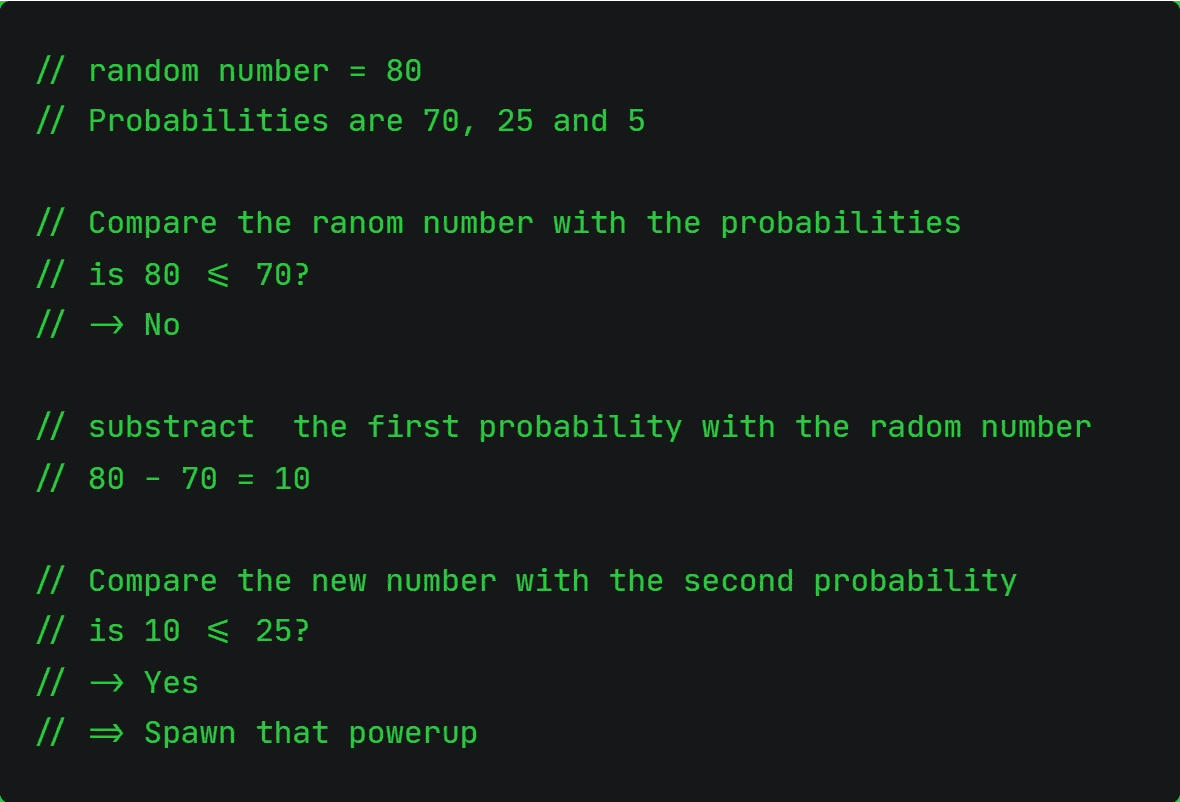 // random number = 80
// Probabilities are 70, 25 and 5
// Compare the ranom number with the probabilities
// is 80 <= 70?
// -> No
// substract  the first probability with the radom number
// 80 - 70 = 10
// Compare the new number with the second probability
// is 10 <= 25?
// -> Yes
// => Spawn that powerup